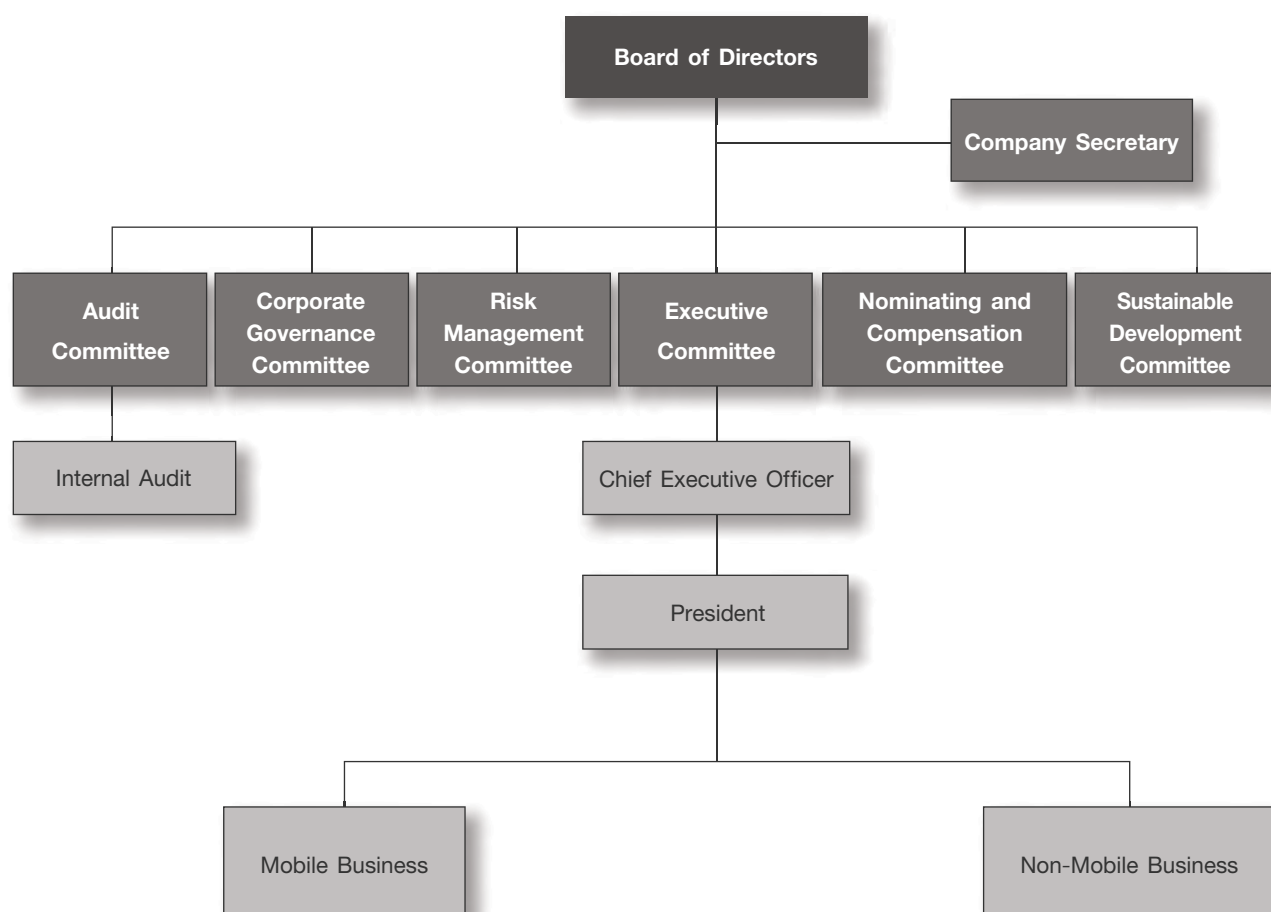 Board of Directors
Company Secretary
Audit
Committee
Corporate
Governance
Committee
Risk
Management
Committee
Executive
Committee
Nominating and
Compensation
Committee
Sustainable
Development
Committee
Internal Audit
Chief Executive Officer
President
Mobile Business
Non-Mobile Business